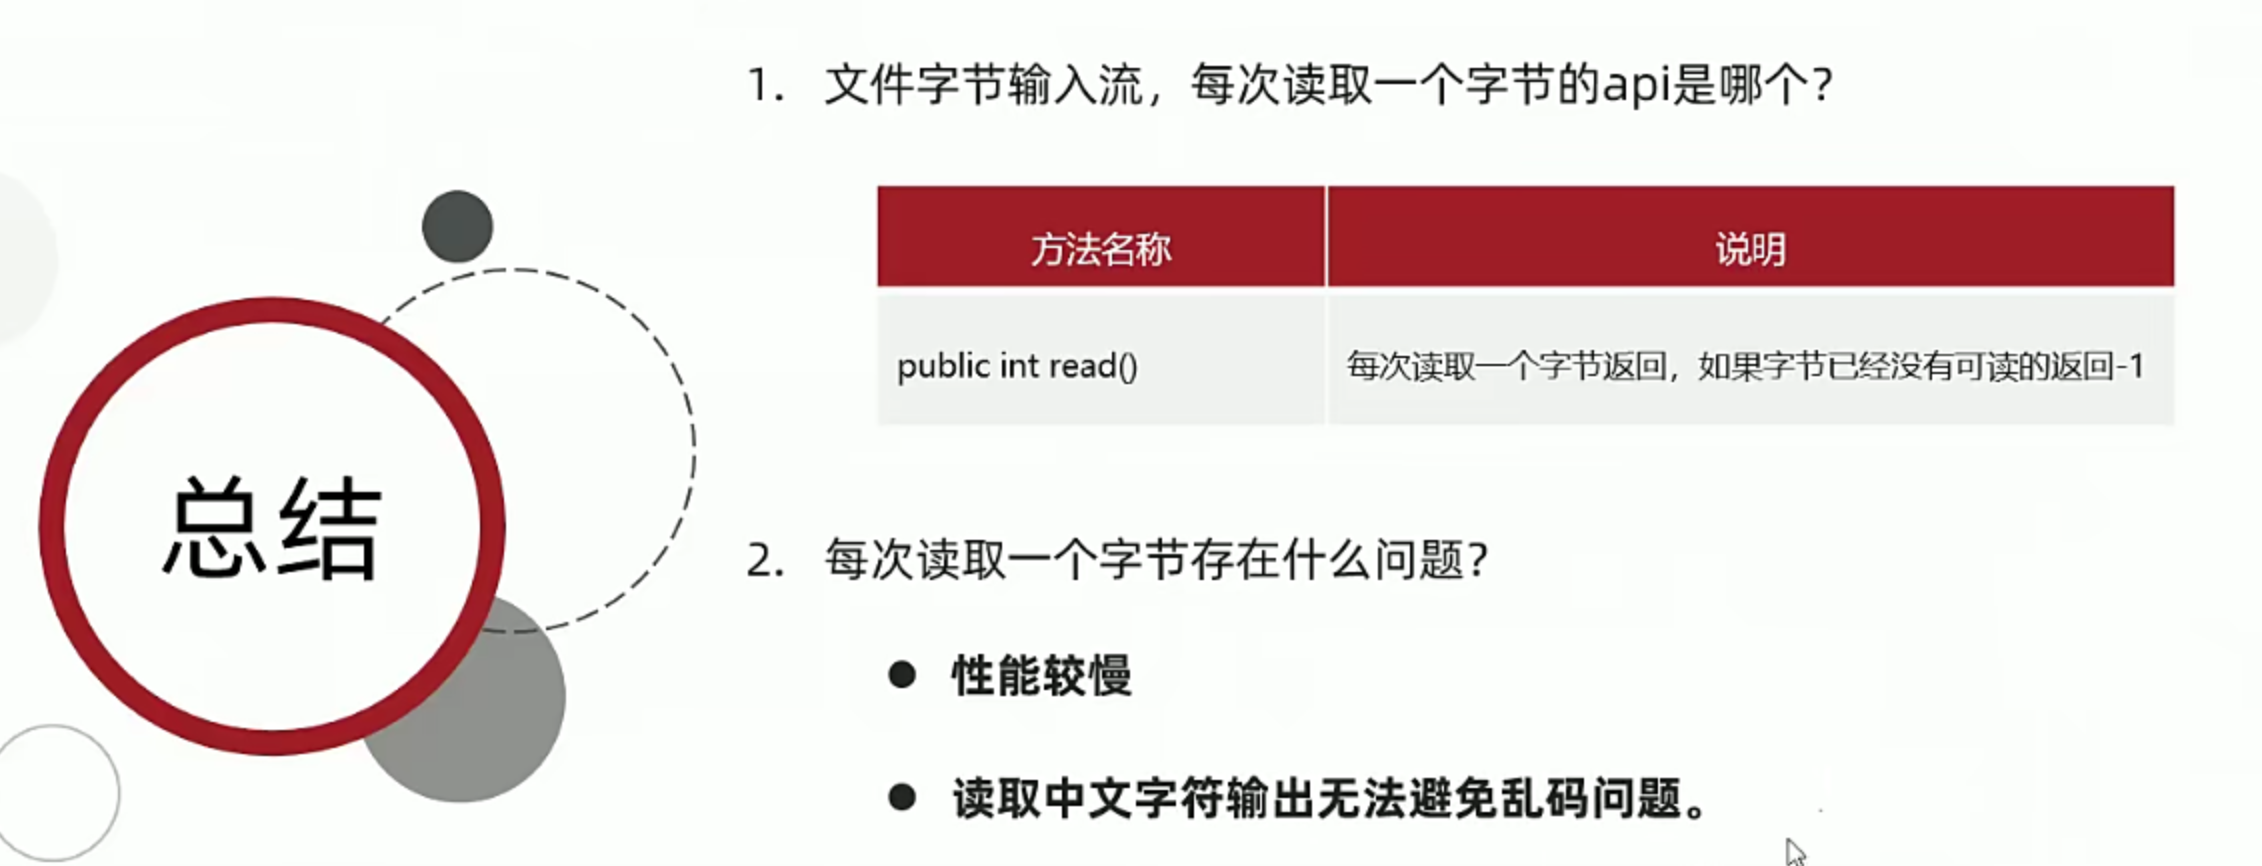 1. 文件字节输入流，每次读取一个字节的api是哪个？
方法名称 说明
public int read() 每次读取一个字节返回，如果字节已经没有可读的返回-1
总结
2. 每次读取一个字节存在什么问题？
● 性能较慢
● 读取中文字符输出无法避免乱码问题。